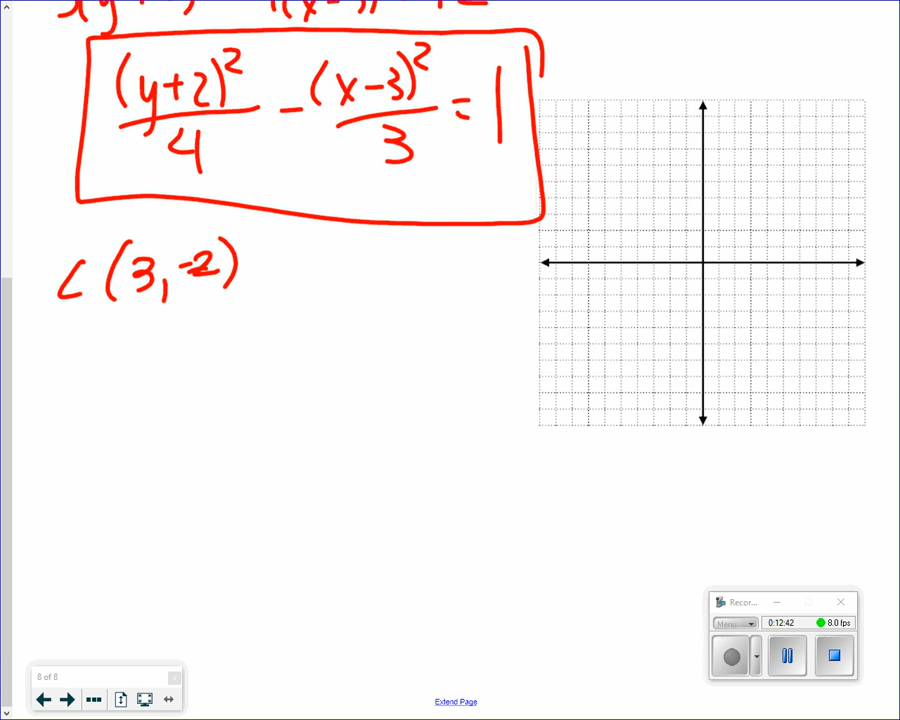 (y+2)²/4 - (x-3)²/3 = 1
C (3,-2)
Recor...
Menu
0:12:42
8.0 fps
8 of 8
Extend Page